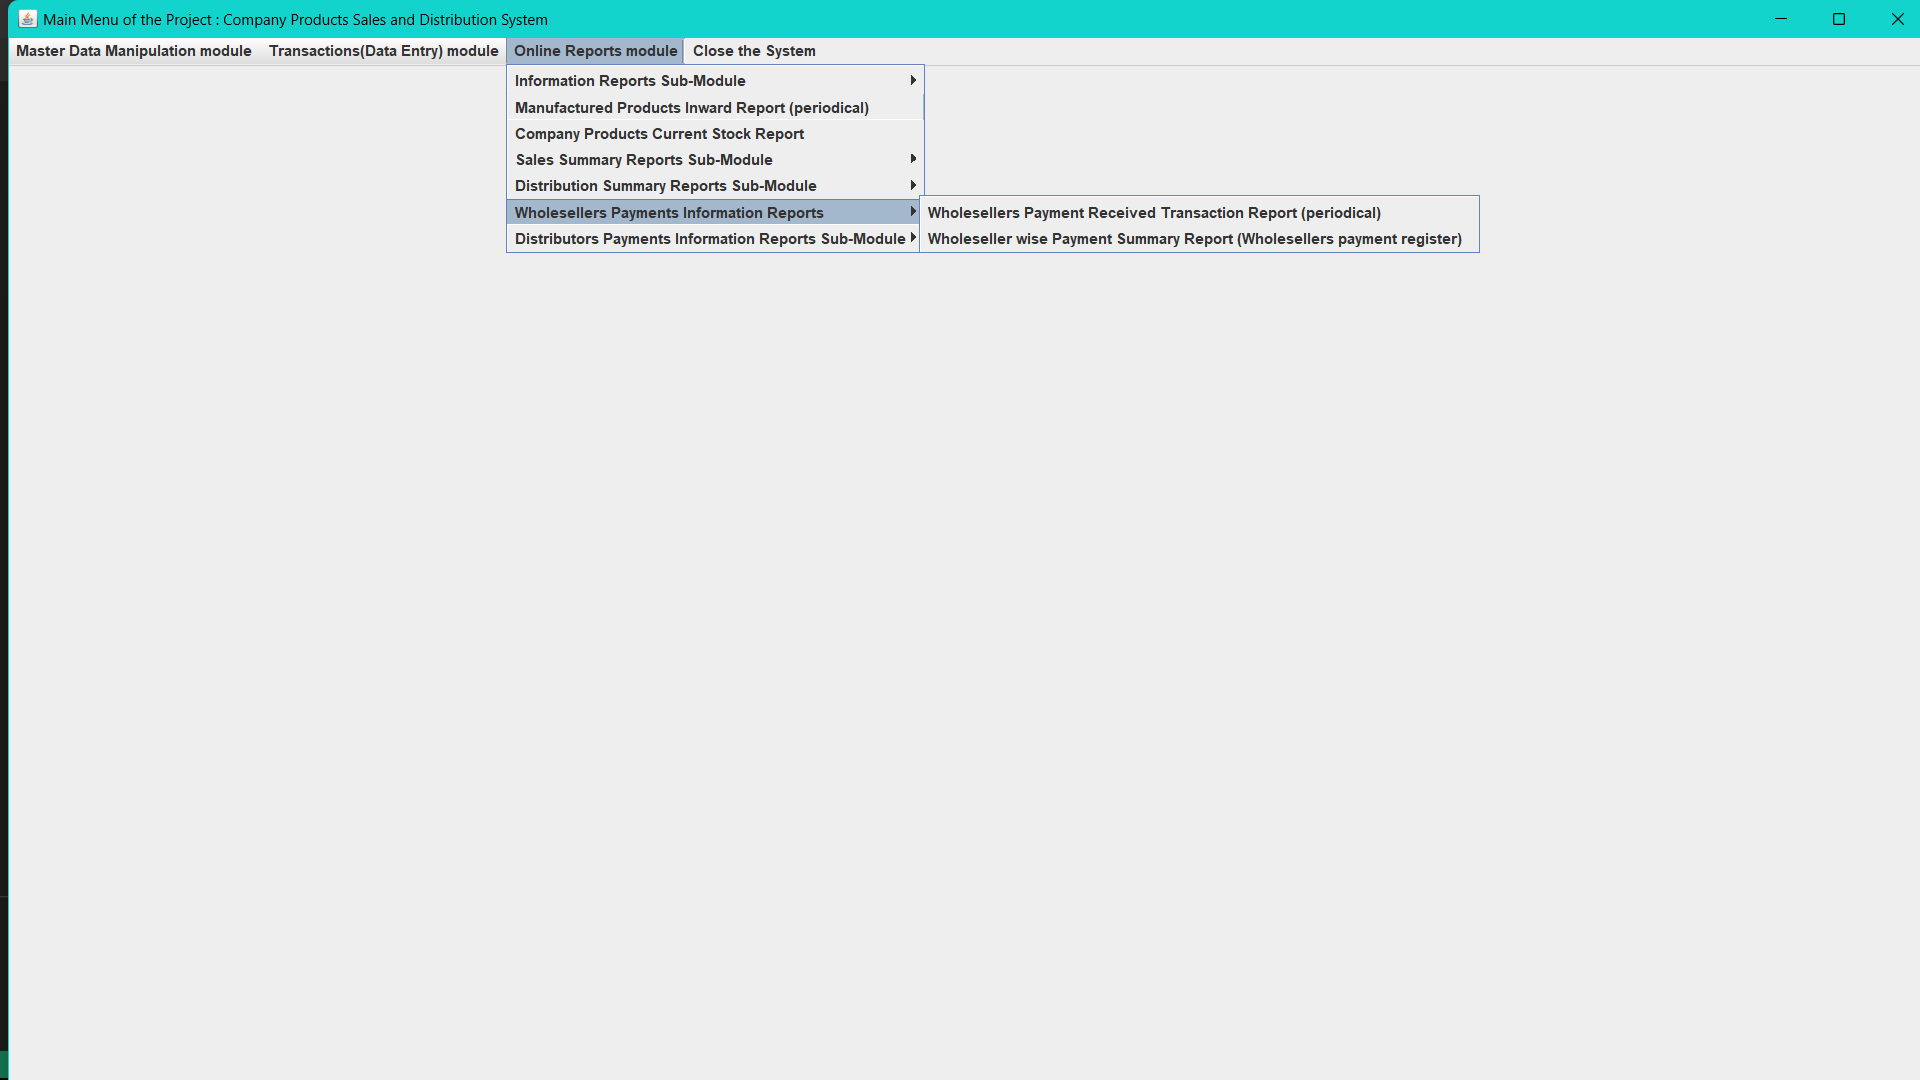 Main Menu of the Project : Company Products Sales and Distribution System
Master Data Manipulation module Transactions(Data Entry) module Online Reports module Close the System
Information Reports Sub-Module
Manufactured Products Inward Report (periodical)
Company Products Current Stock Report
Sales Summary Reports Sub-Module
Distribution Summary Reports Sub-Module
Wholesellers Payments Information Reports
Distributors Payments Information Reports Sub-Module
Wholesellers Payment Received Transaction Report (periodical)
Wholeseller wise Payment Summary Report (Wholesellers payment register)